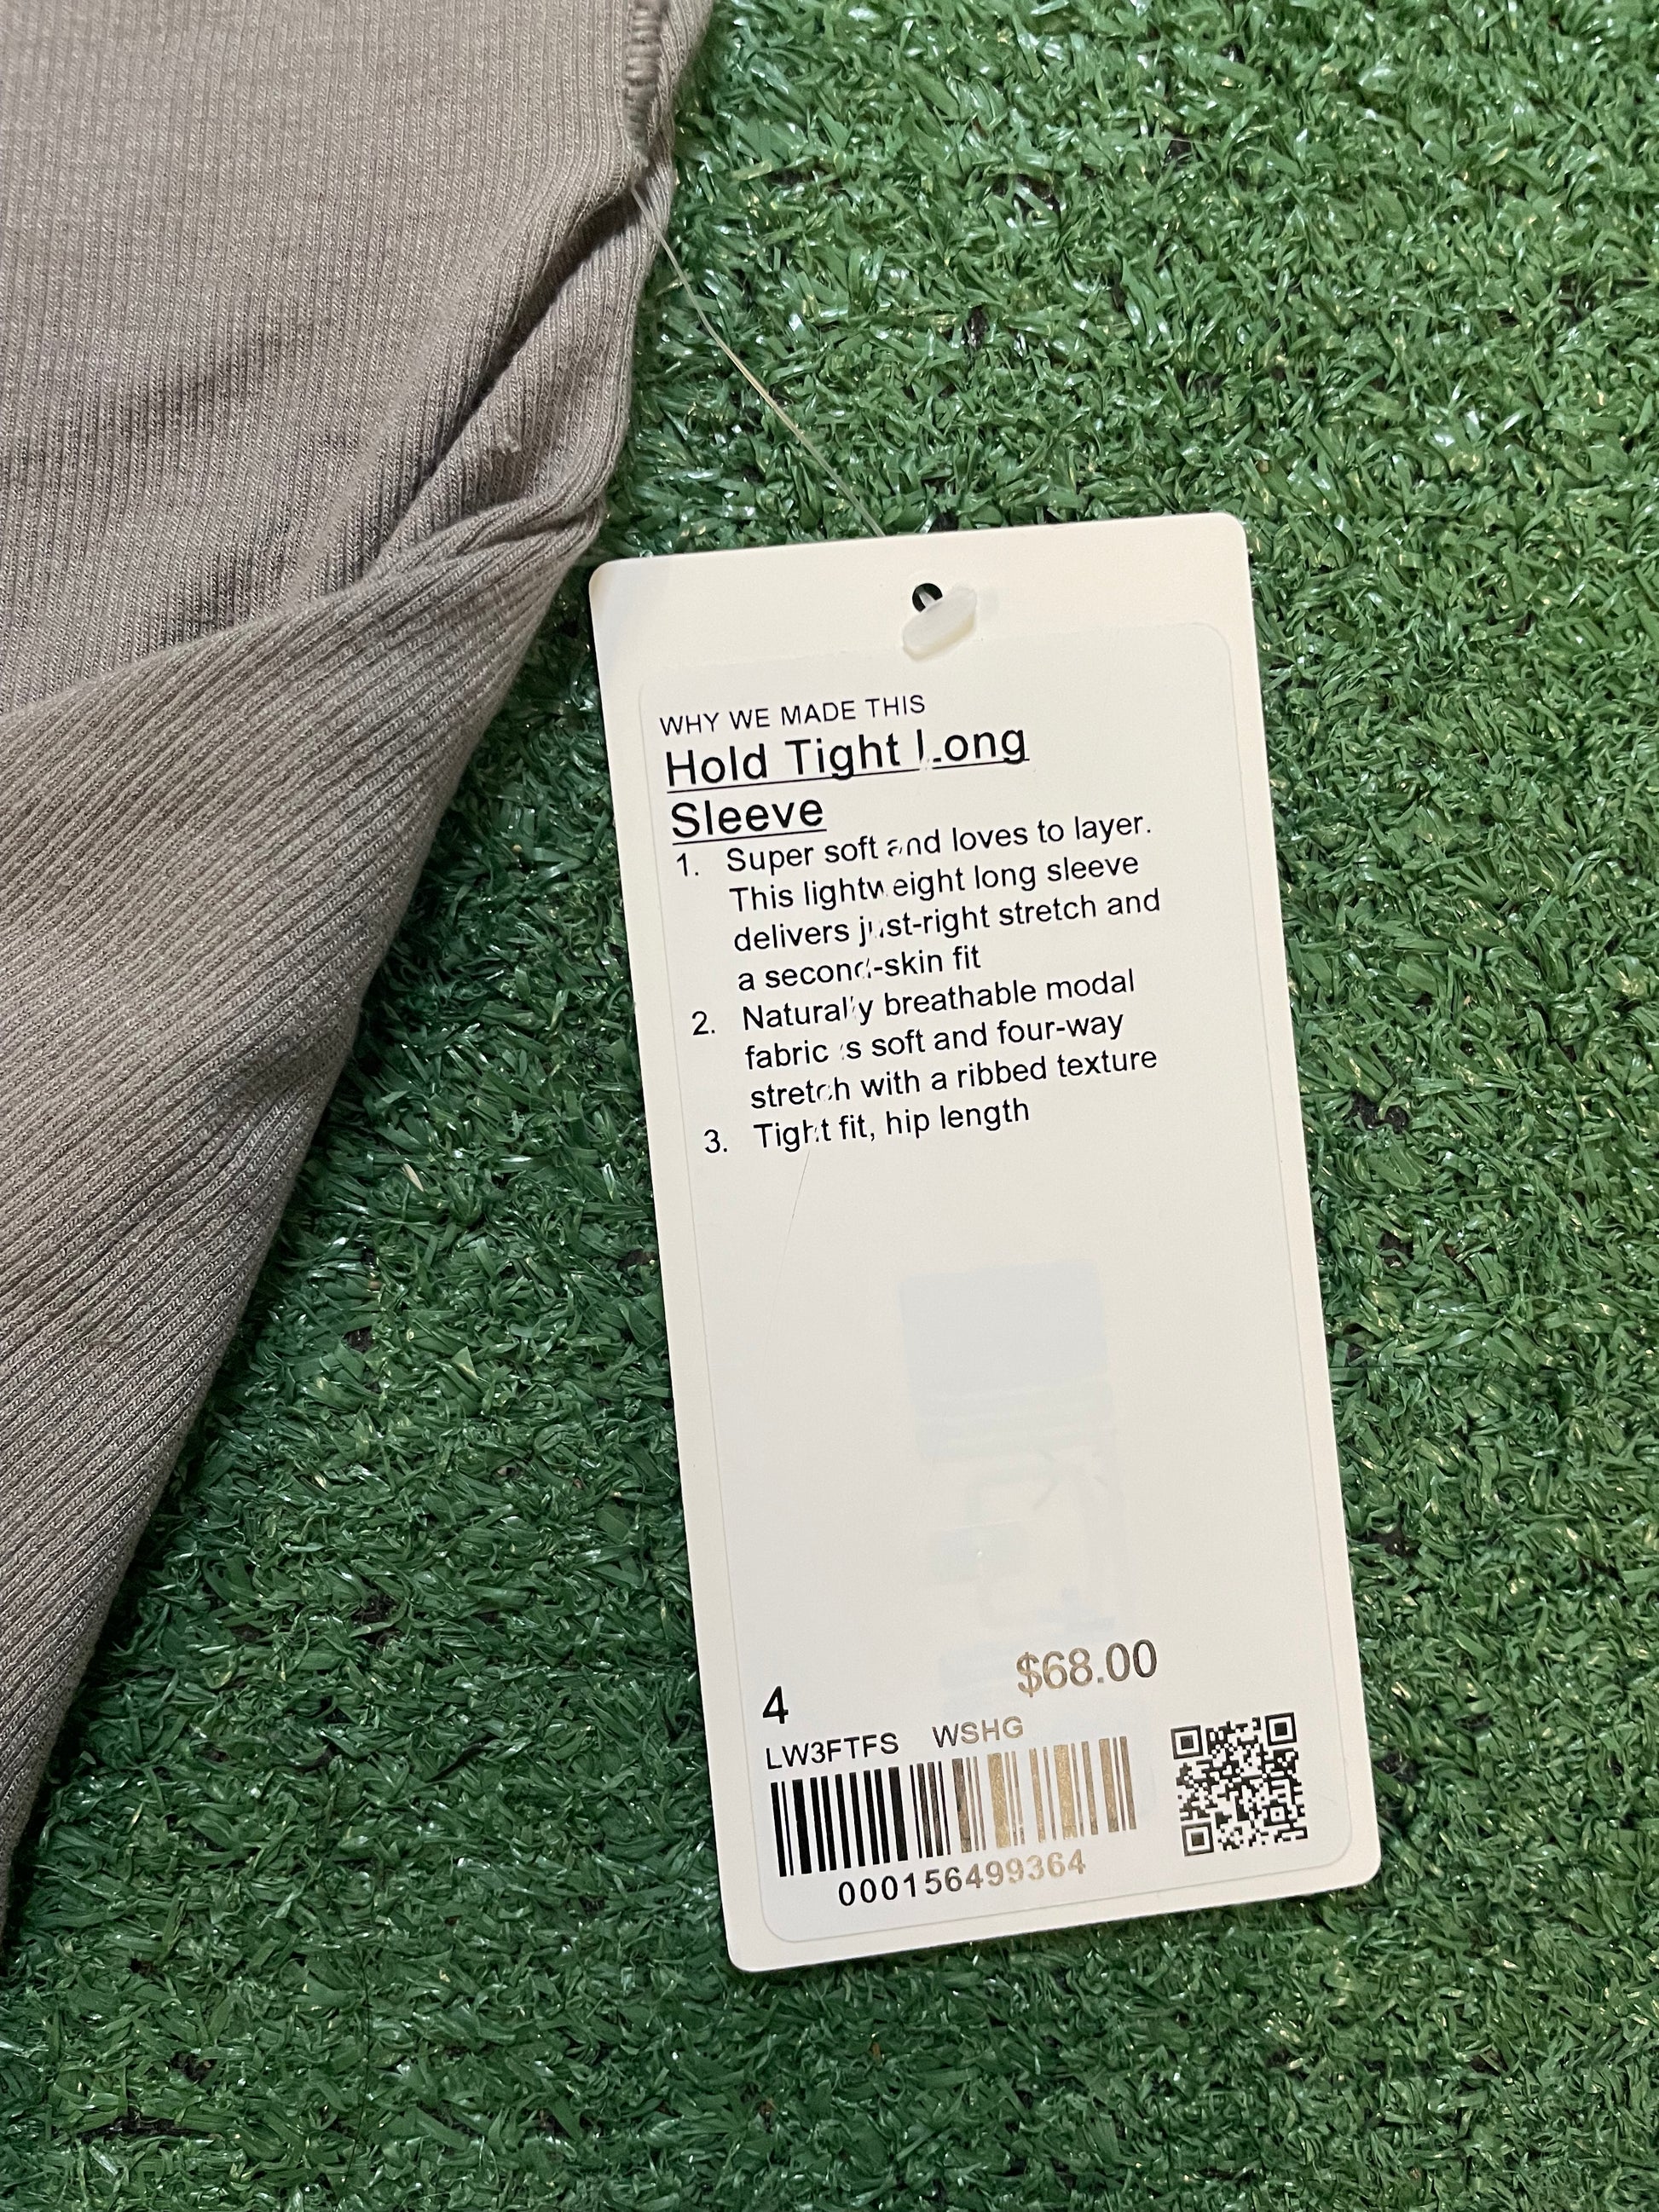 WHY WE MADE THIS
Hold Tight Long
Sleeve
1. Super soft and loves to layer.
This lightweight long sleeve
delivers just-right stretch and
a second-skin fit
2. Naturally breathable modal
fabric is soft and four-way
stretch with a ribbed texture
3. Tight fit, hip length
$68.00
4
LW3FTFS WSHG
000156499364